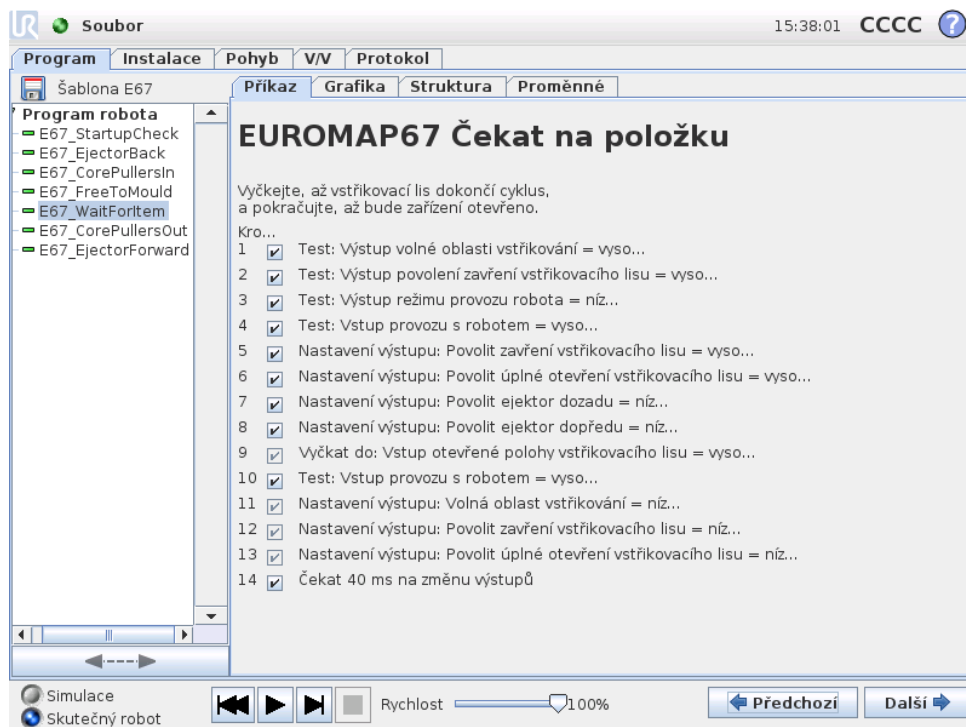 UR Soubor 15:38:01 CCCC ?
Program Instalace Pohyb V/V Protokol
Šablona E67
Příkaz Grafika Struktura Proměnné
Program robota
E67_StartupCheck
E67_EjectorBack
E67_CorePullersIn
E67_FreeToMould
E67_WaitForItem
E67_CorePullersOut
E67_EjectorForward
EUROMAP67 Čekat na položku
Vyčkejte, až vstřikovací lis dokončí cyklus,
a pokračujte, až bude zařízení otevřeno.
Kro...
1 Test: Výstup volné oblasti vstřikování = vyso...
2 Test: Výstup povolení zavření vstřikovacího lisu = vyso...
3 Test: Výstup režimu provozu robota = níz...
4 Test: Vstup provozu s robotem = vyso...
5 Nastavení výstupu: Povolit zavření vstřikovacího lisu = vyso...
6 Nastavení výstupu: Povolit úplné otevření vstřikovacího lisu = vyso...
7 Nastavení výstupu: Povolit ejektor dozadu = níz...
8 Nastavení výstupu: Povolit ejektor dopředu = níz...
9 Vyčkat do: Vstup otevřené polohy vstřikovacího lisu = vyso...
10 Test: Vstup provozu s robotem = vyso...
11 Nastavení výstupu: Volná oblast vstřikování = níz...
12 Nastavení výstupu: Povolit zavření vstřikovacího lisu = níz...
13 Nastavení výstupu: Povolit úplné otevření vstřikovacího lisu = níz...
14 Čekat 40 ms na změnu výstupů
Simulace
Skutečný robot
Rychlost 100%
Předchozí Další